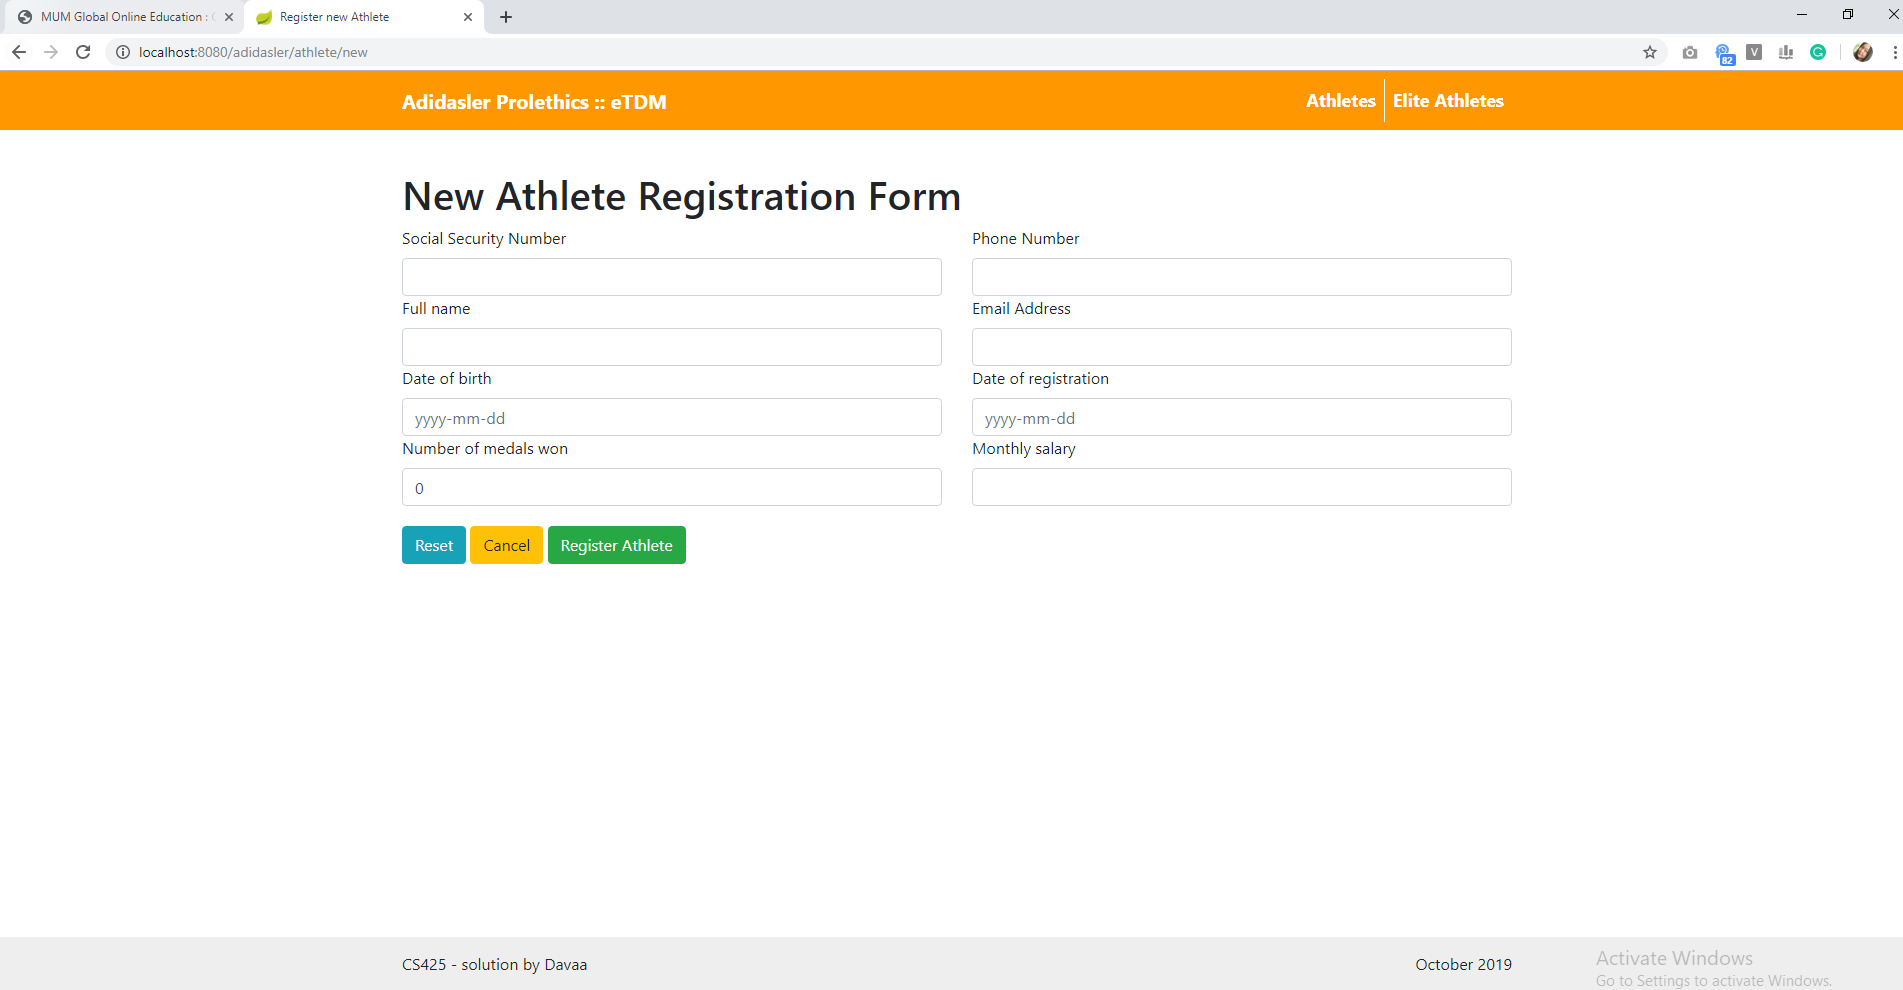 MUM Global Online Education :
Register new Athlete
localhost:8080/adidasler/athlete/new
82
V
Adidasler Prolethics :: eTDM
Athletes
Elite Athletes
New Athlete Registration Form
Social Security Number
Phone Number
Full name
Email Address
Date of birth
Date of registration
yyyy-mm-dd
yyyy-mm-dd
Number of medals won
Monthly salary
0
Reset
Cancel
Register Athlete
CS425 - solution by Davaa
October 2019
Activate Windows
Go to Settings to activate Windows.